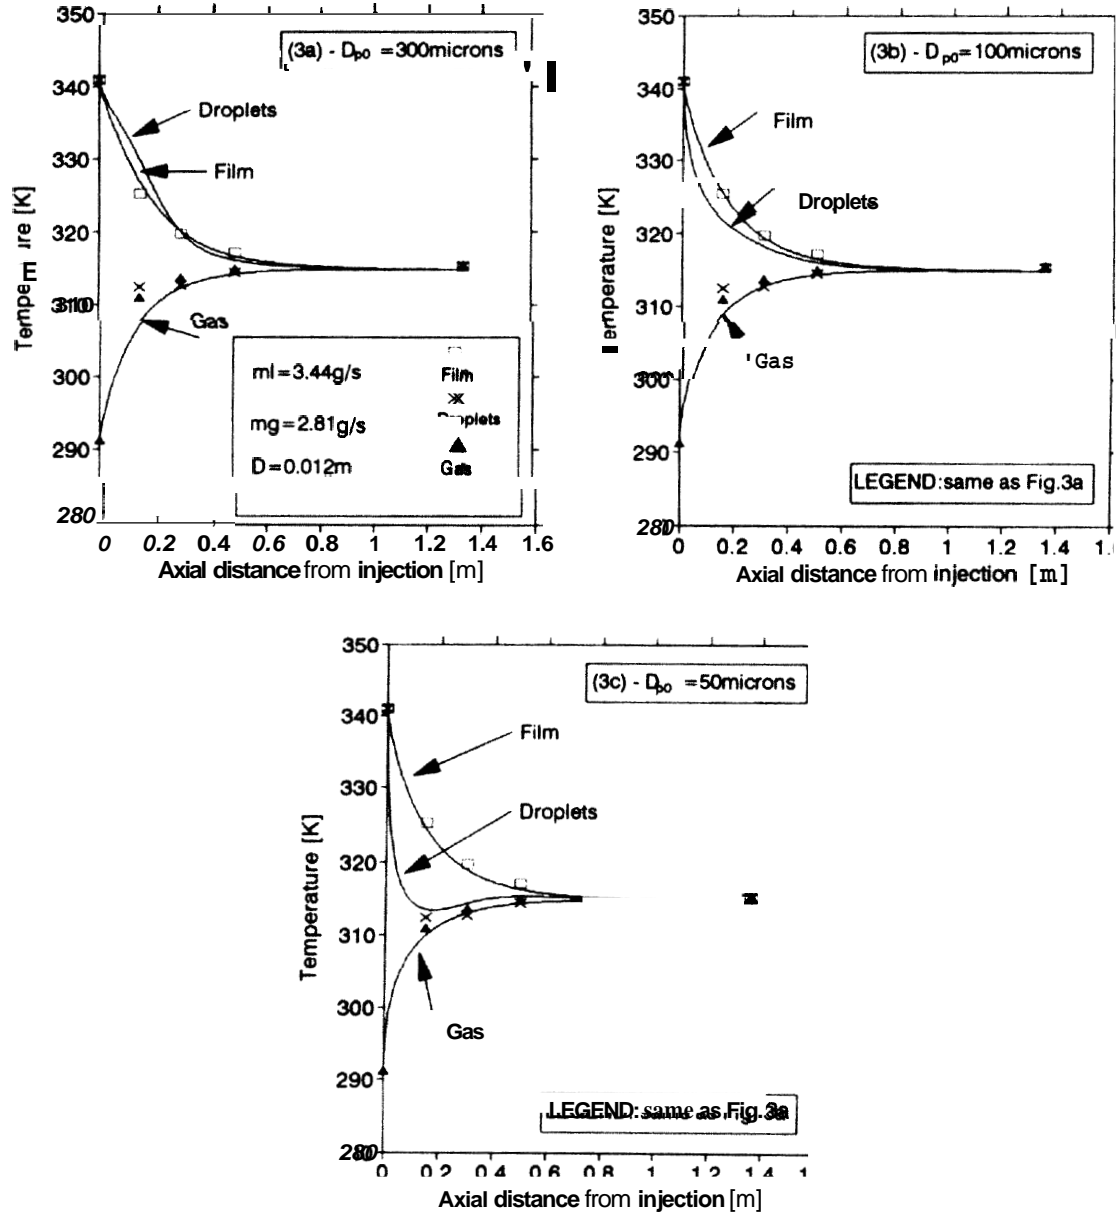 350
(3a) - Dp0 = 300microns
340
Droplets
330
Film
320
310
Gas
300
290
280
Temperature [K]
ml=3.44g/s
mg=2.81g/s
D=0.012m
Film
Droplets
Gas
0 0.2 0.4 0.6 0.8 1 1.2 1.4 1.6
Axial distance from injection [m]
350
(3b) - Dp0= 100microns
340
Film
330
Droplets
320
310
Gas
300
290
280
emperature [K]
LEGEND:same as Fig.3a
0 0.2 0.4 0.6 0.8 1 1.2 1.4 1.
Axial distance from injection [m]
350
(3c) - Dp0 =50microns
340
Film
330
Droplets
320
310
300
Gas
290
280
Temperature [K]
LEGEND: same as Fig.3a
0 0.2 0.4 0.6 0.8 1 1.2 1.4 1
Axial distance from injection [m]